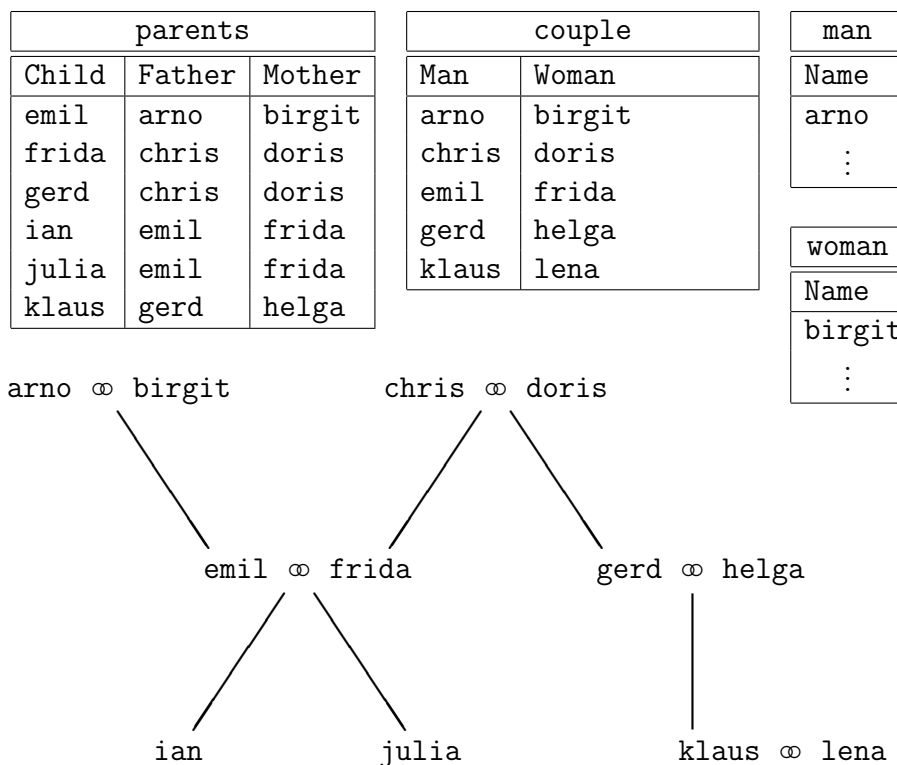 parents
Child Father Mother
emil arno birgit
frida chris doris
gerd chris doris
ian emil frida
julia emil frida
klaus gerd helga
couple
Man Woman
arno birgit
chris doris
emil frida
gerd helga
klaus lena
man
Name
arno
⋮
woman
Name
birgit
⋮
arno ⚭ birgit chris ⚭ doris
emil ⚭ frida gerd ⚭ helga
ian julia klaus ⚭ lena